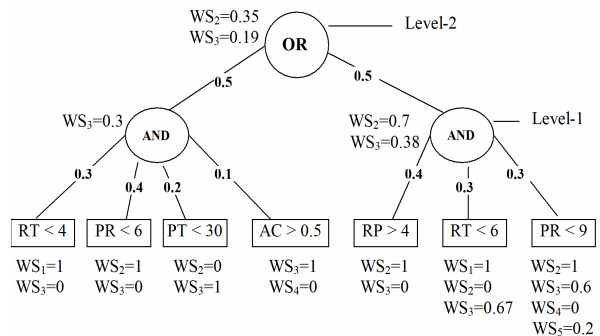 WS₂=0.35
WS₃=0.19
OR
Level-2
0.5
0.5
WS₃=0.3
AND
WS₂=0.7
WS₃=0.38
AND
Level-1
0.3
0.4
0.2
0.1
0.4
0.3
0.3
RT < 4
PR < 6
PT < 30
AC > 0.5
RP > 4
RT < 6
PR < 9
WS₁=1
WS₃=0
WS₂=1
WS₃=0
WS₂=0
WS₃=1
WS₃=1
WS₄=0
WS₂=1
WS₃=0
WS₁=1
WS₂=0
WS₃=0.67
WS₂=1
WS₃=0.6
WS₄=0
WS₅=0.2